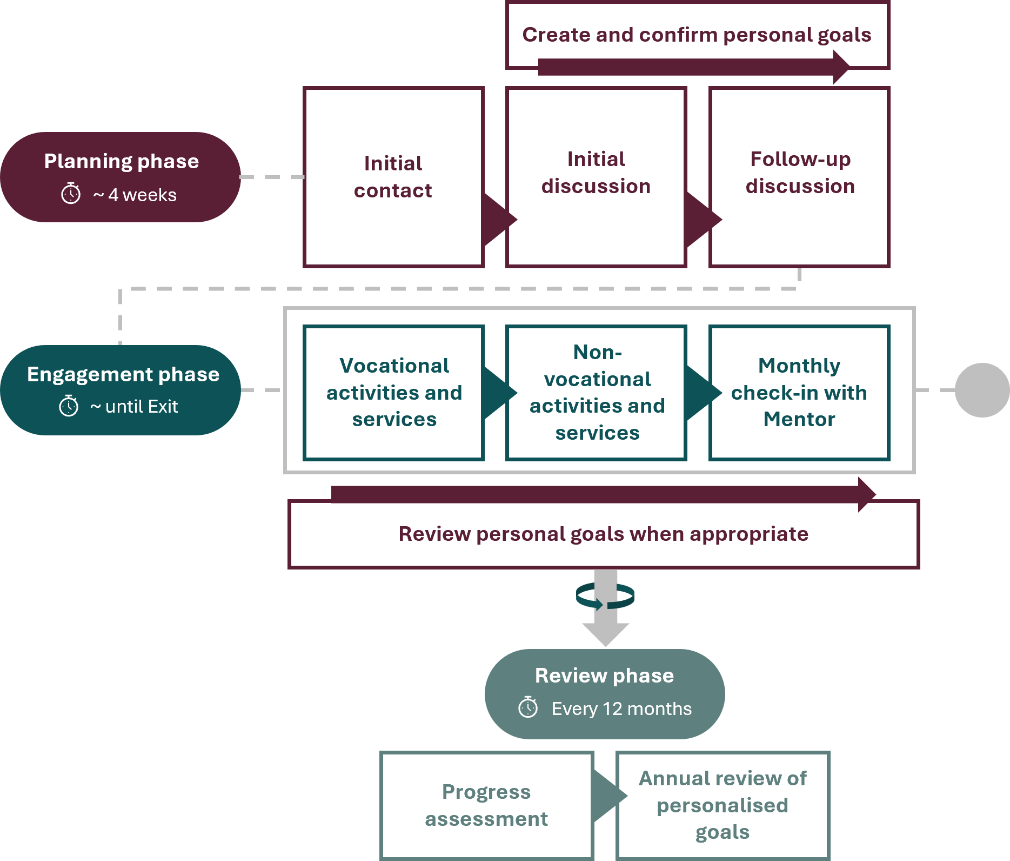 Create and confirm personal goals
Planning phase
~ 4 weeks
Initial
contact
Initial
discussion
Follow-up
discussion
Engagement phase
~ until Exit
Vocational
activities and
services
Non-
vocational
activities and
services
Monthly
check-in with
Mentor
Review personal goals when appropriate
Review phase
Every 12 months
Progress
assessment
Annual review of
personalised
goals